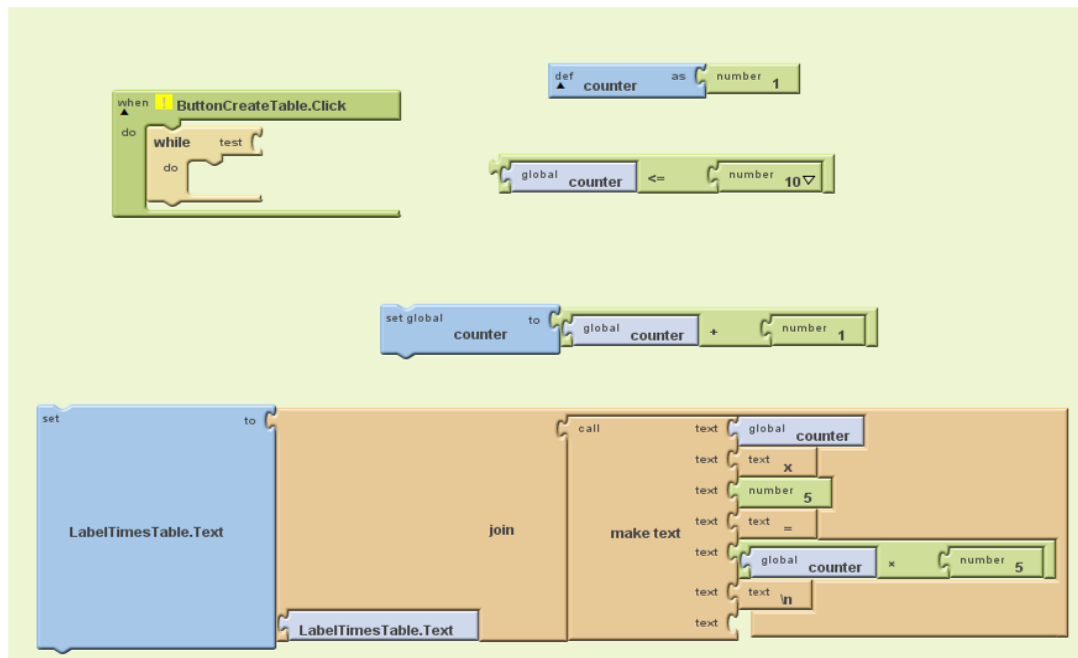 def counter as number 1
when ! ButtonCreateTable.Click
do while test
do
global counter <= number 10
set global counter to global counter + number 1
set LabelTimesTable.Text to join call make text text global counter
text text x
text number 5
text text =
text global counter × number 5
text text \n
LabelTimesTable.Text text